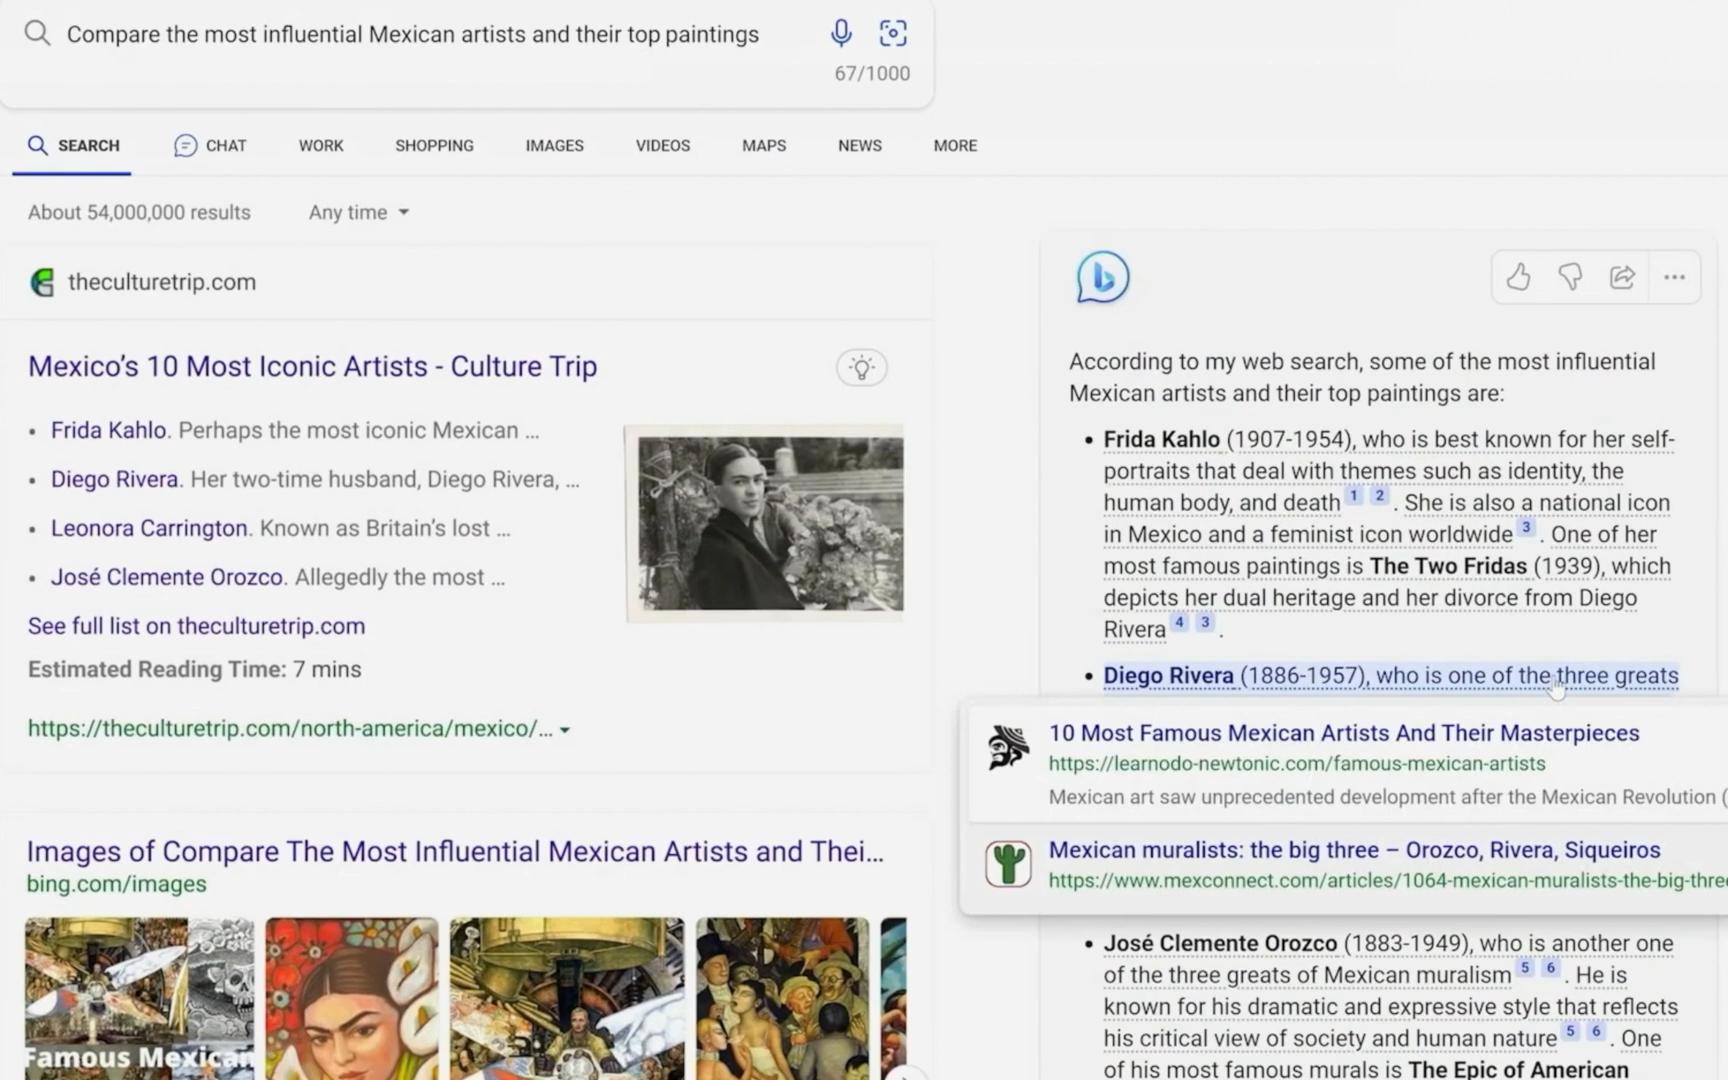 Compare the most influential Mexican artists and their top paintings
67/1000
SEARCH
CHAT
WORK
SHOPPING
IMAGES
VIDEOS
MAPS
NEWS
MORE
About 54,000,000 results
Any time
theculturetrip.com
Mexico’s 10 Most Iconic Artists - Culture Trip
Frida Kahlo. Perhaps the most iconic Mexican ...
Diego Rivera. Her two-time husband, Diego Rivera, ...
Leonora Carrington. Known as Britain’s lost ...
José Clemente Orozco. Allegedly the most ...
See full list on theculturetrip.com
Estimated Reading Time: 7 mins
https://theculturetrip.com/north-america/mexico/...
Images of Compare The Most Influential Mexican Artists and Thei...
bing.com/images
Famous Mexican
According to my web search, some of the most influential
Mexican artists and their top paintings are:
Frida Kahlo (1907-1954), who is best known for her self-
portraits that deal with themes such as identity, the
human body, and death 1 2 . She is also a national icon
in Mexico and a feminist icon worldwide 3 . One of her
most famous paintings is The Two Fridas (1939), which
depicts her dual heritage and her divorce from Diego
Rivera 4 3 .
Diego Rivera (1886-1957), who is one of the three greats
10 Most Famous Mexican Artists And Their Masterpieces
https://learnodo-newtonic.com/famous-mexican-artists
Mexican art saw unprecedented development after the Mexican Revolution (
Mexican muralists: the big three – Orozco, Rivera, Siqueiros
https://www.mexconnect.com/articles/1064-mexican-muralists-the-big-three
José Clemente Orozco (1883-1949), who is another one
of the three greats of Mexican muralism 5 6 . He is
known for his dramatic and expressive style that reflects
his critical view of society and human nature 5 6 . One
of his most famous murals is The Epic of American